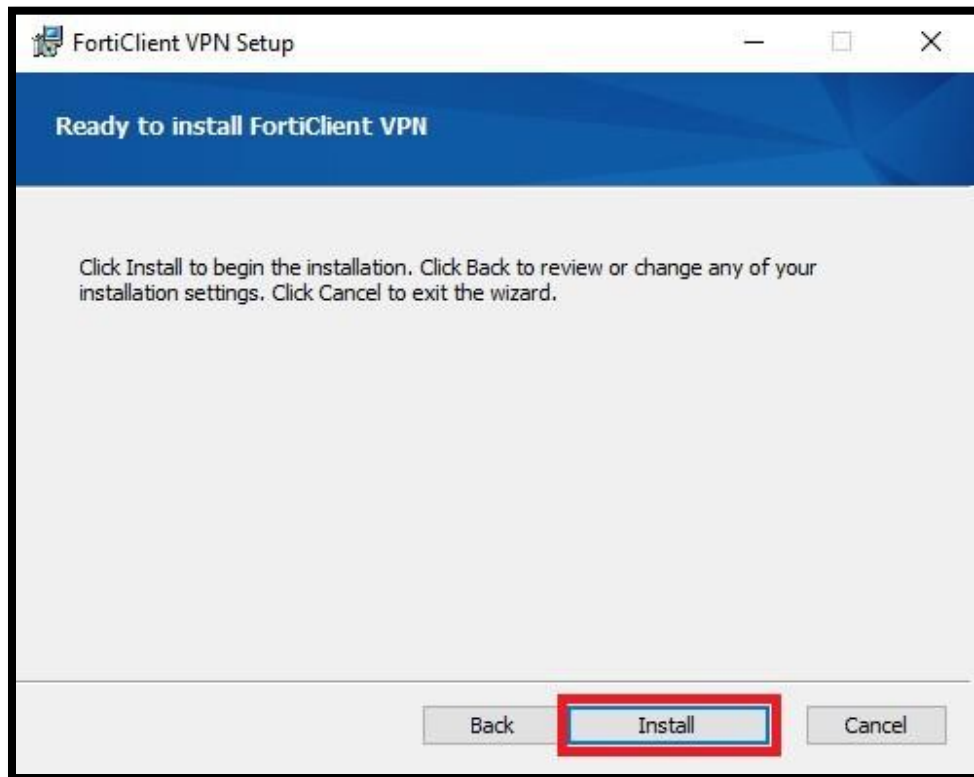 FortiClient VPN Setup
Ready to install FortiClient VPN
Click Install to begin the installation. Click Back to review or change any of your
installation settings. Click Cancel to exit the wizard.
Back Install Cancel